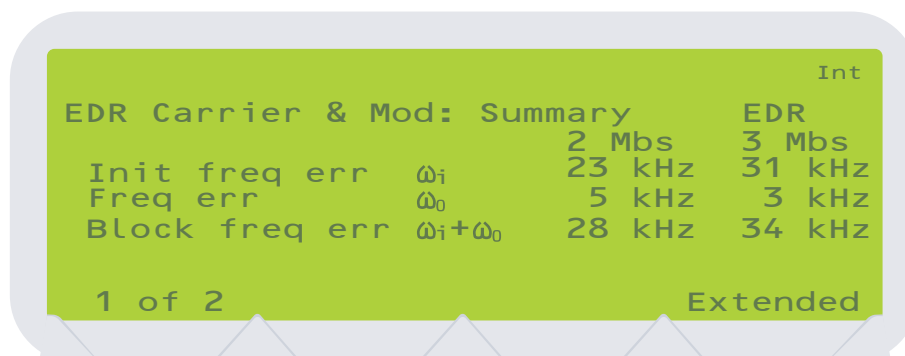 Int
EDR Carrier & Mod: Summary EDR
2 Mbs 3 Mbs
Init freq err ωi 23 kHz 31 kHz
Freq err ω0 5 kHz 3 kHz
Block freq err ωi+ω0 28 kHz 34 kHz
1 of 2 Extended